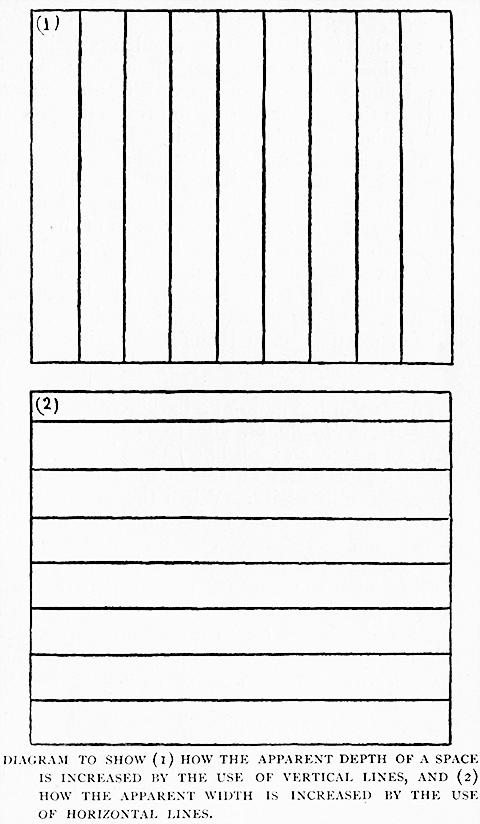 (1)
(2)
DIAGRAM TO SHOW (1) HOW THE APPARENT DEPTH OF A SPACE
IS INCREASED BY THE USE OF VERTICAL LINES, AND (2)
HOW THE APPARENT WIDTH IS INCREASED BY THE USE
OF HORIZONTAL LINES.